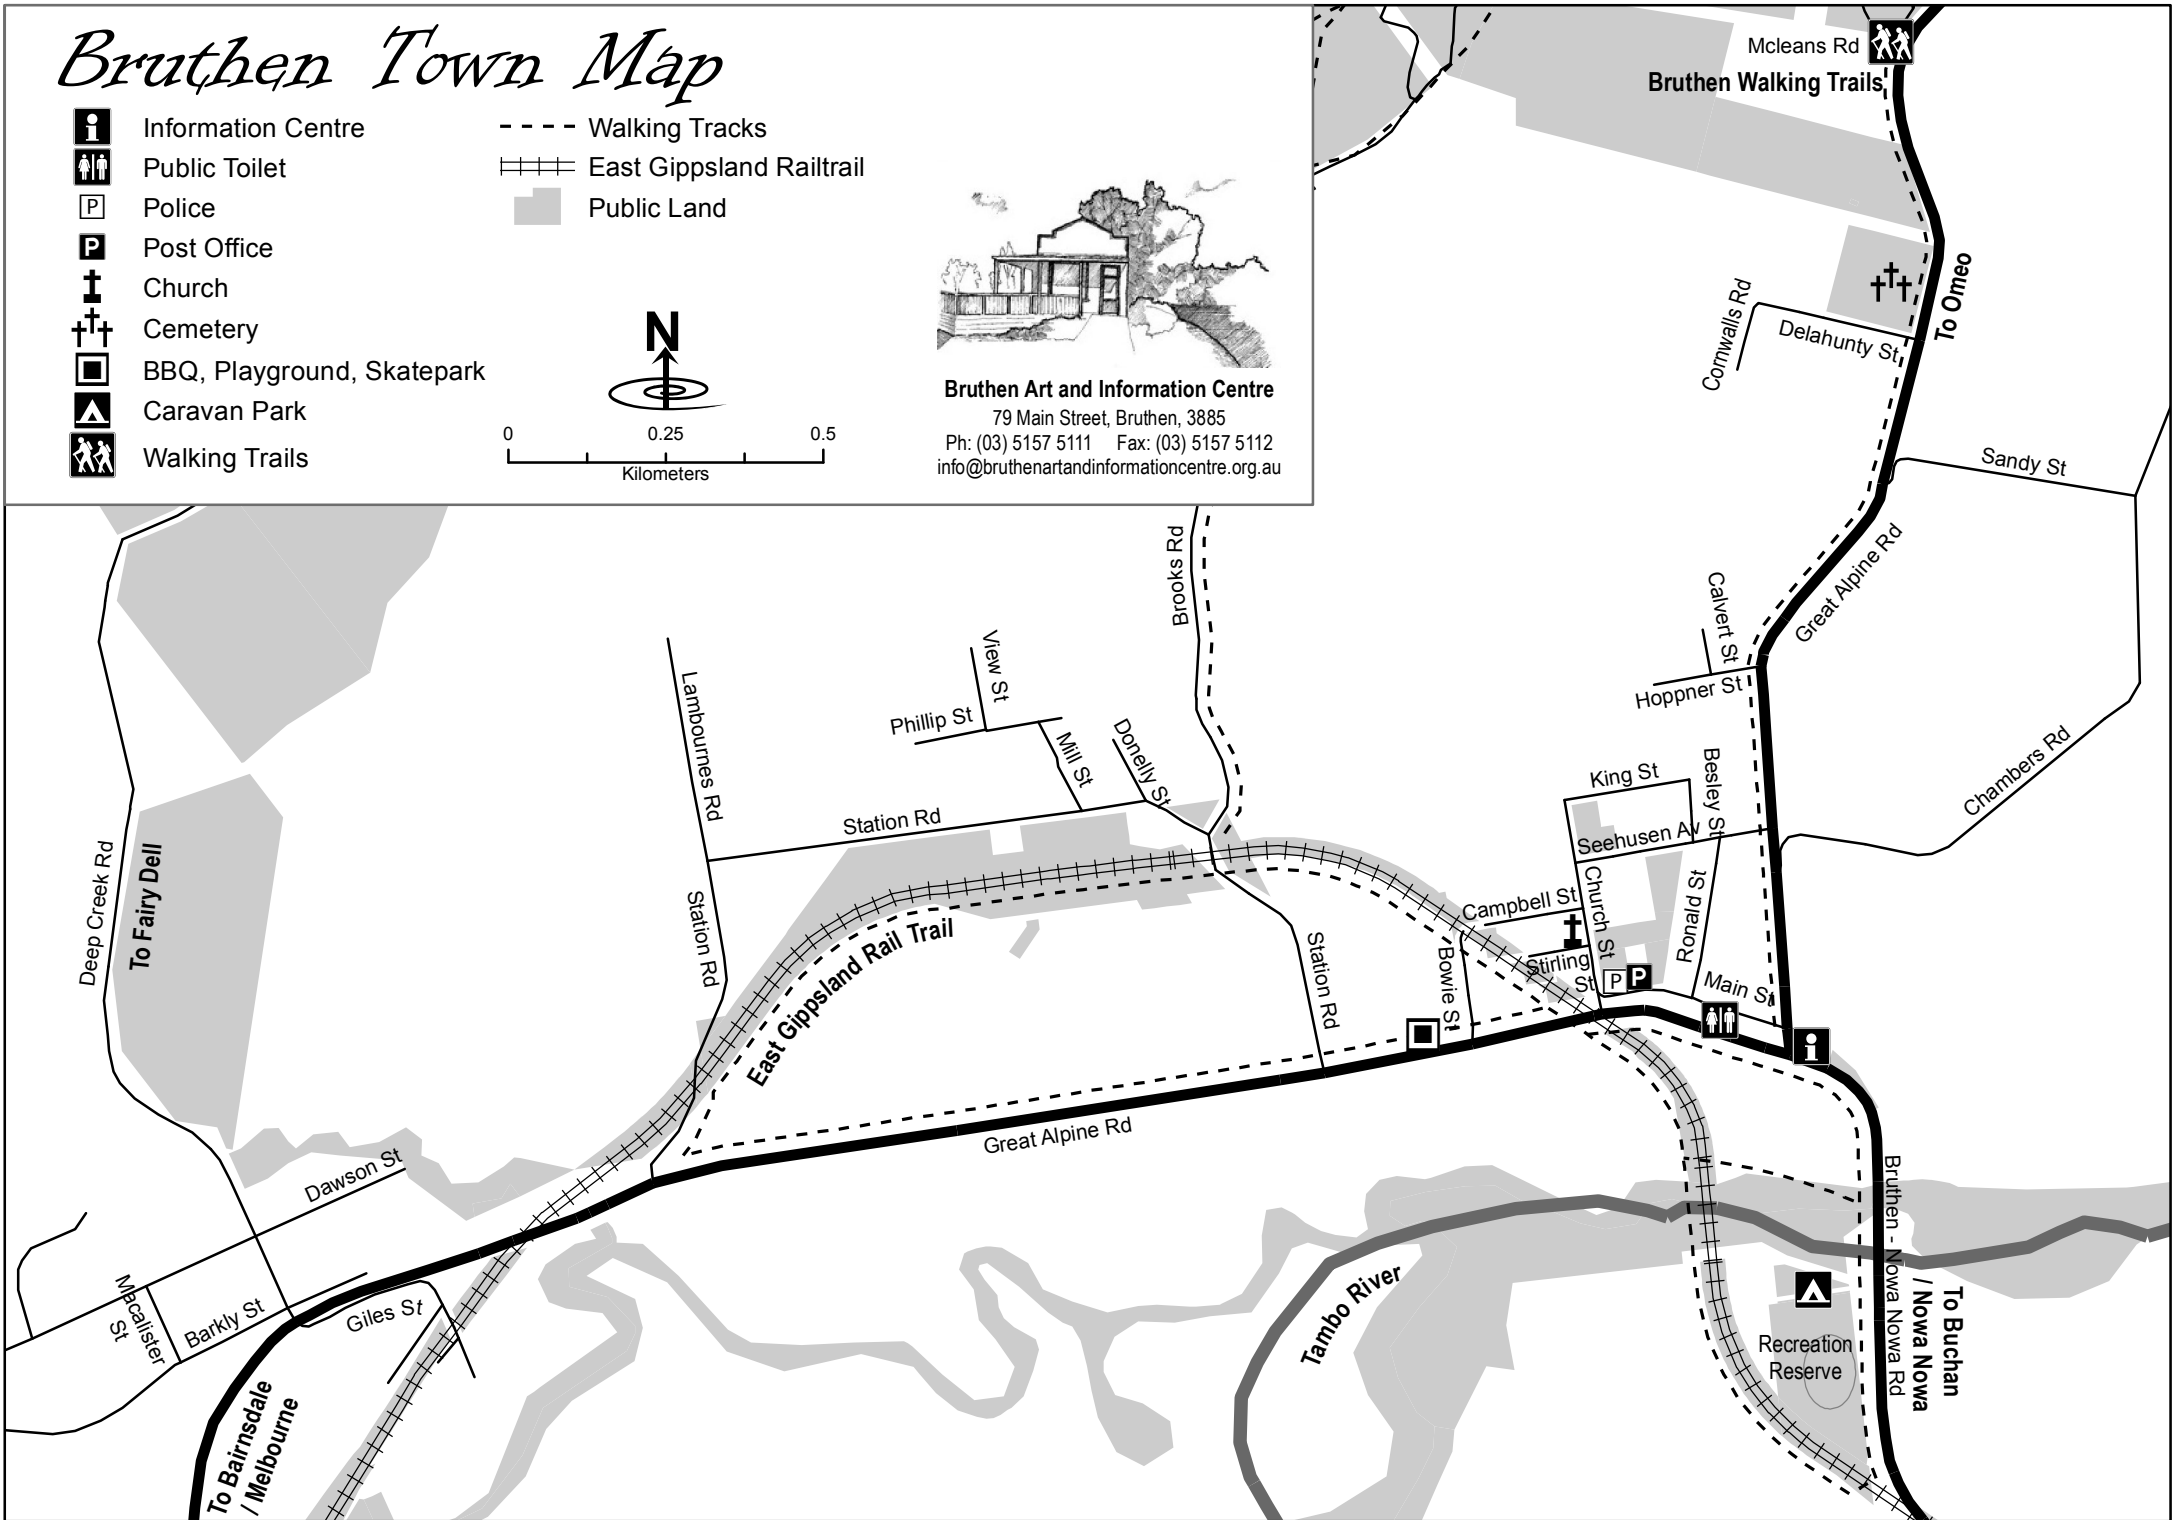 Bruthen Town Map
Information Centre
Public Toilet
P
Police
P
Post Office
Church
Cemetery
BBQ, Playground, Skatepark
Caravan Park
Walking Trails
Walking Tracks
East Gippsland Railtrail
Public Land
N
0 0.25 0.5
Kilometers
Bruthen Art and Information Centre
79 Main Street, Bruthen, 3885
Ph: (03) 5157 5111 Fax: (03) 5157 5112
info@bruthenartandinformationcentre.org.au
Mcleans Rd
Bruthen Walking Trails
To Omeo
Cornwalls Rd
Delahunty St
Sandy St
Great Alpine Rd
Brooks Rd
Calvert St
Hoppner St
View St
Phillip St
Mill St
Donelly St
Lambournes Rd
Station Rd
King St
Besley St
Seehusen Av
Chambers Rd
Deep Creek Rd
To Fairy Dell
Station Rd
East Gippsland Rail Trail
Station Rd
Campbell St
Church St
Ronald St
Bowie St
Stirling
St
P
P
Main St
Great Alpine Rd
Dawson St
Macalister
St
Barkly St
Giles St
To Bairnsdale
/ Melbourne
Tambo River
Recreation
Reserve
Bruthen - Nowa Nowa Rd
To Buchan
/ Nowa Nowa